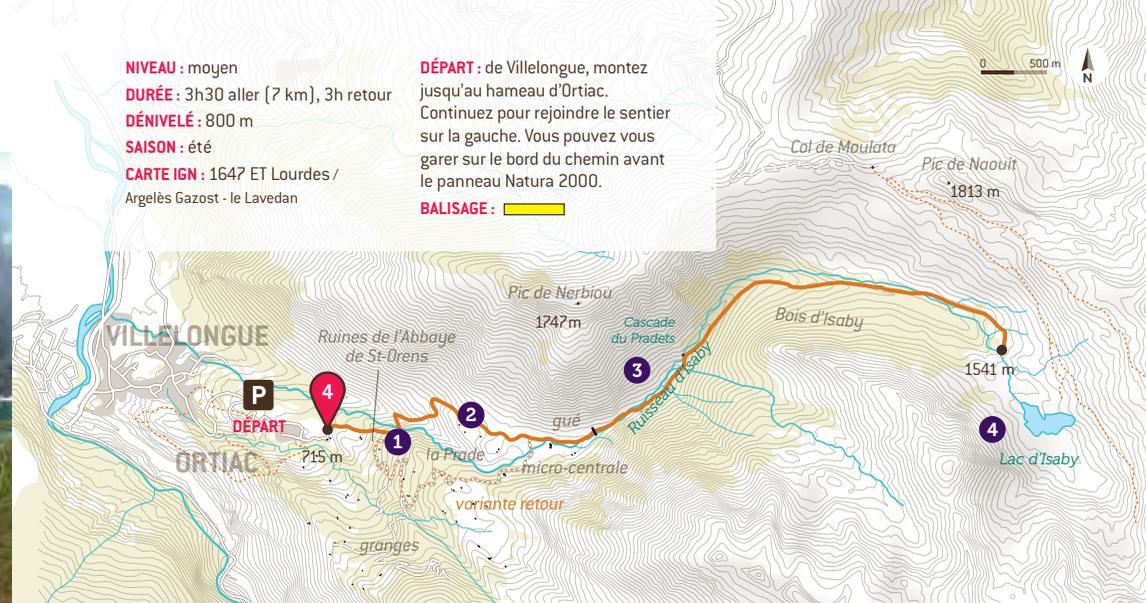 NIVEAU : moyen
DURÉE : 3h30 aller (7 km), 3h retour
DÉNIVELÉ : 800 m
SAISON : été
CARTE IGN : 1647 ET Lourdes /
Argelès Gazost - le Lavedan
DÉPART : de Villelongue, montez
jusqu'au hameau d'Ortiac.
Continuez pour rejoindre le sentier
sur la gauche. Vous pouvez vous
garer sur le bord du chemin avant
le panneau Natura 2000.
BALISAGE :
0 500 m
N
Col de Moulata
Pic de Naouit
1813 m
Pic de Nerbiou
1747m
Cascade
du Pradets
3
Bois d'Isaby
VILLELONGUE
Ruines de l'Abbaye
de St-Orens
1541 m
Ruisseau d'Isaby
P
DÉPART
4
715 m
1
2
gué
la Prade
micro-centrale
ORTIAC
variante retour
granges
4
Lac d'Isaby